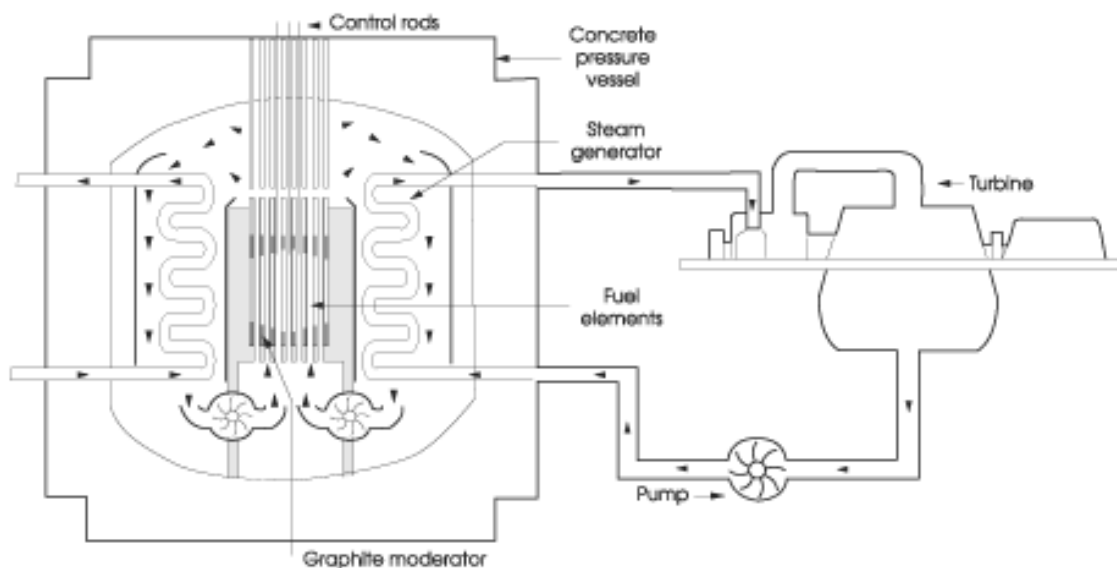 Control rods
Concrete
pressure
vessel
Steam
generator
Turbine
Fuel
elements
Pump
Graphite moderator